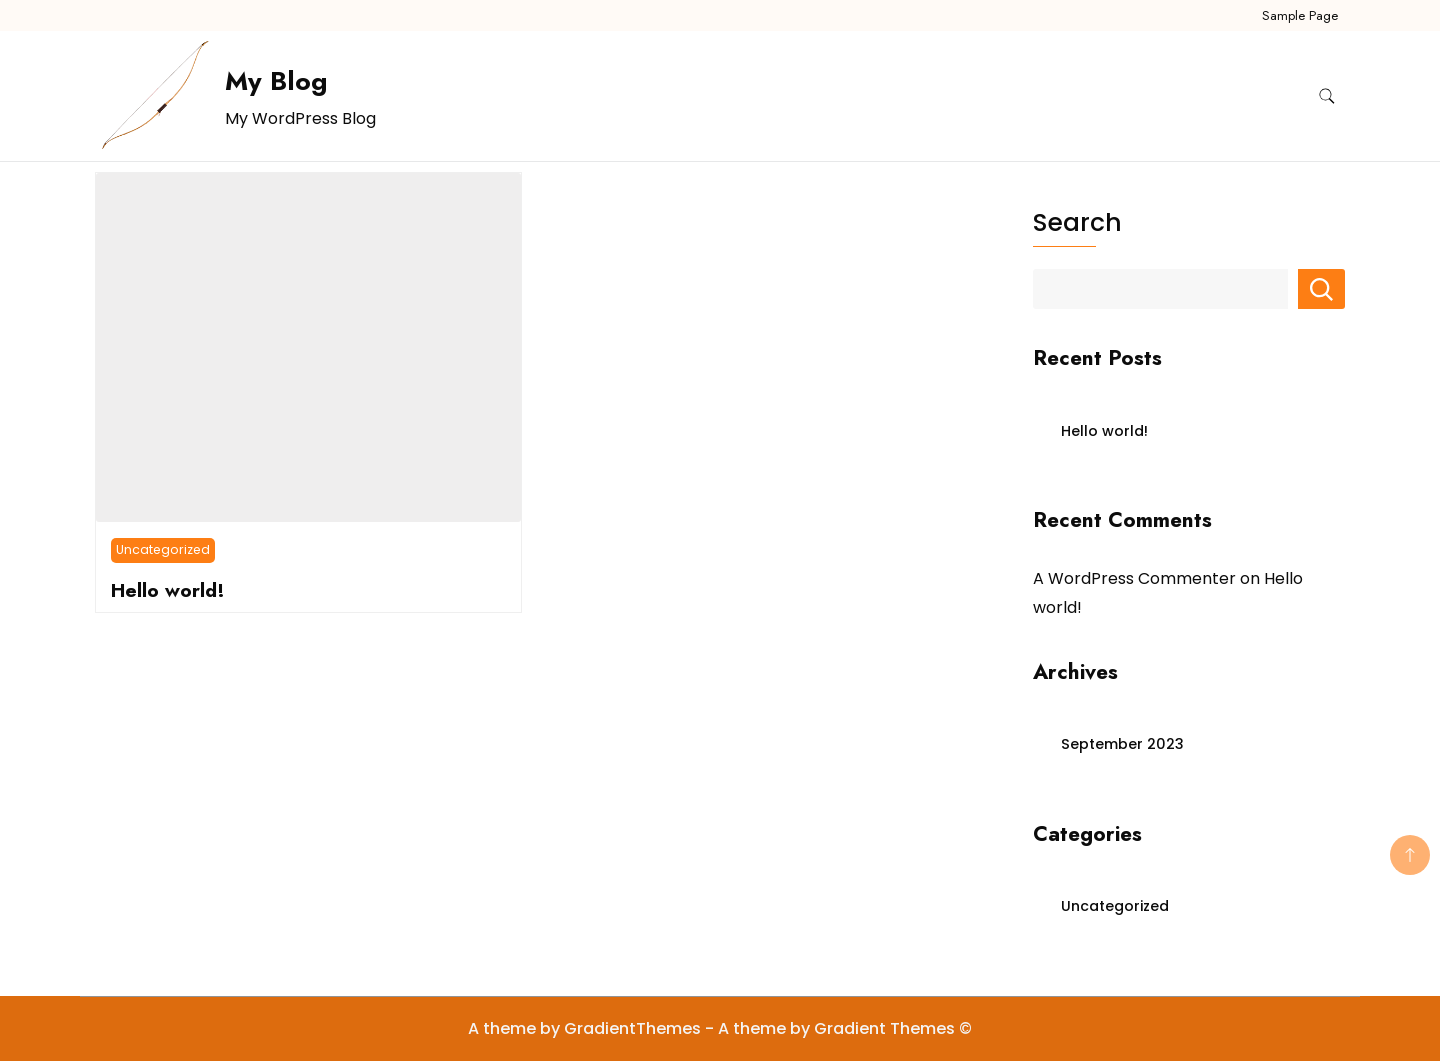 Sample Page
My Blog
My WordPress Blog
Search
Recent Posts
Hello world!
Uncategorized
Hello world!
Recent Comments
A WordPress Commenter on Hello
world!
Archives
September 2023
Categories
Uncategorized
A theme by GradientThemes - A theme by Gradient Themes ©